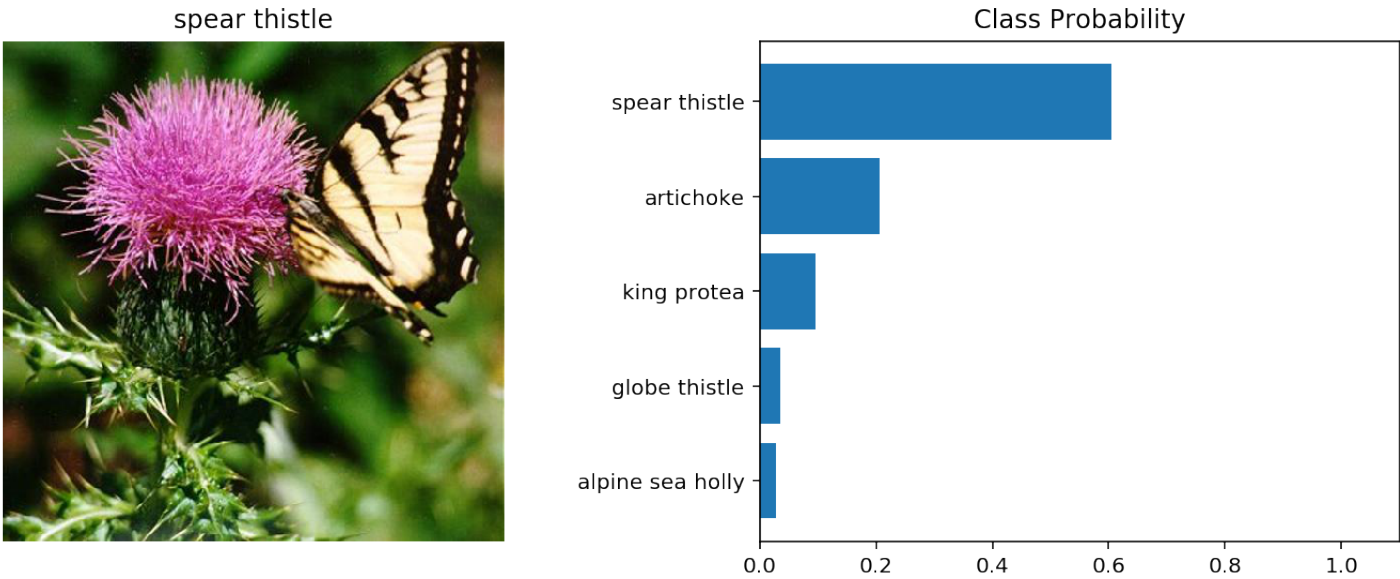 spear thistle
Class Probability
spear thistle
artichoke
king protea
globe thistle
alpine sea holly
0.0 0.2 0.4 0.6 0.8 1.0